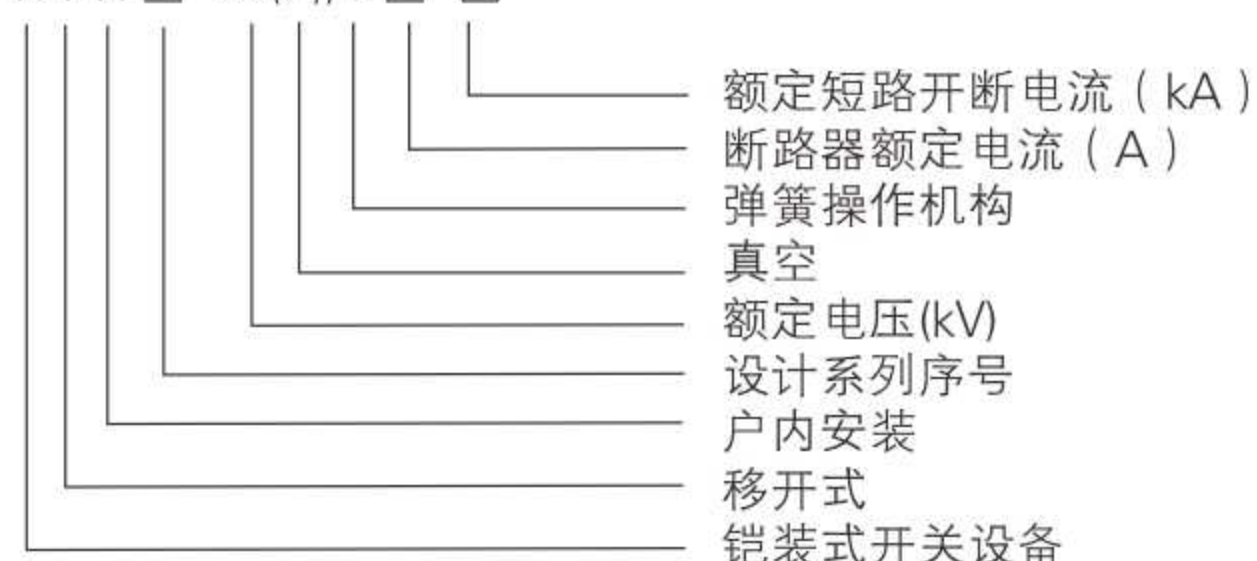 额定短路开断电流（kA）
断路器额定电流（A）
弹簧操作机构
真空
额定电压(kV)
设计系列序号
户内安装
移开式
铠装式开关设备